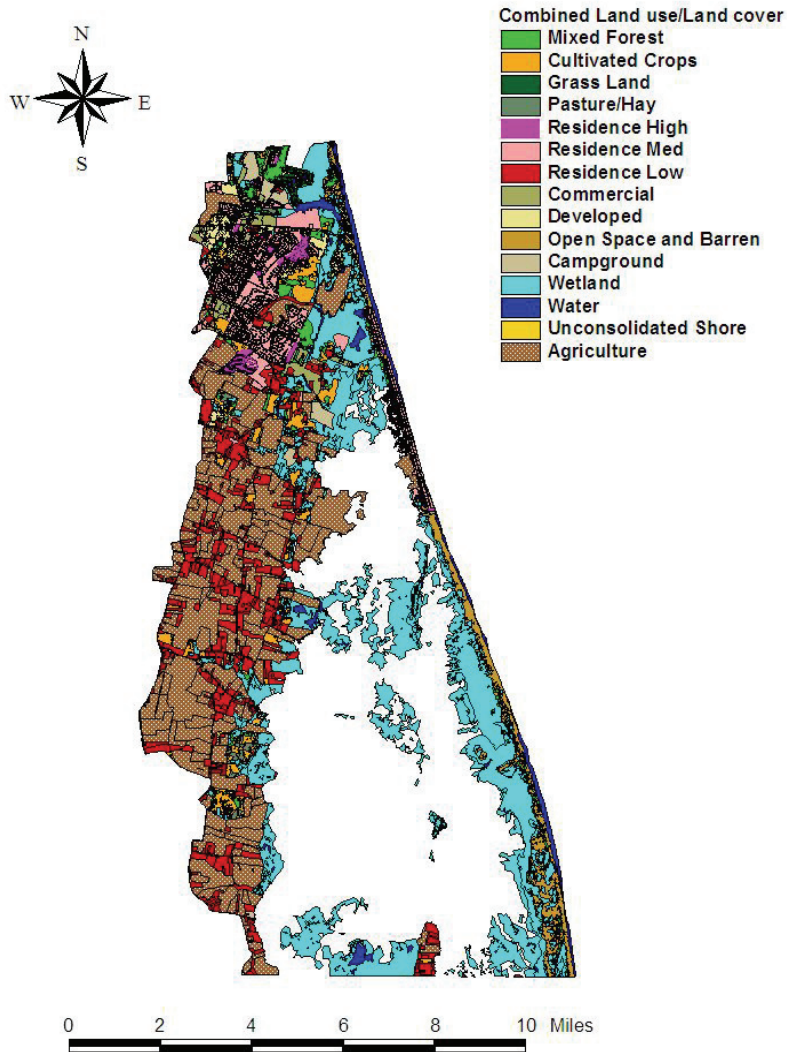 Combined Land use/Land cover
Mixed Forest
Cultivated Crops
Grass Land
Pasture/Hay
Residence High
Residence Med
Residence Low
Commercial
Developed
Open Space and Barren
Campground
Wetland
Water
Unconsolidated Shore
Agriculture
N
W E
S
0 2 4 6 8 10 Miles